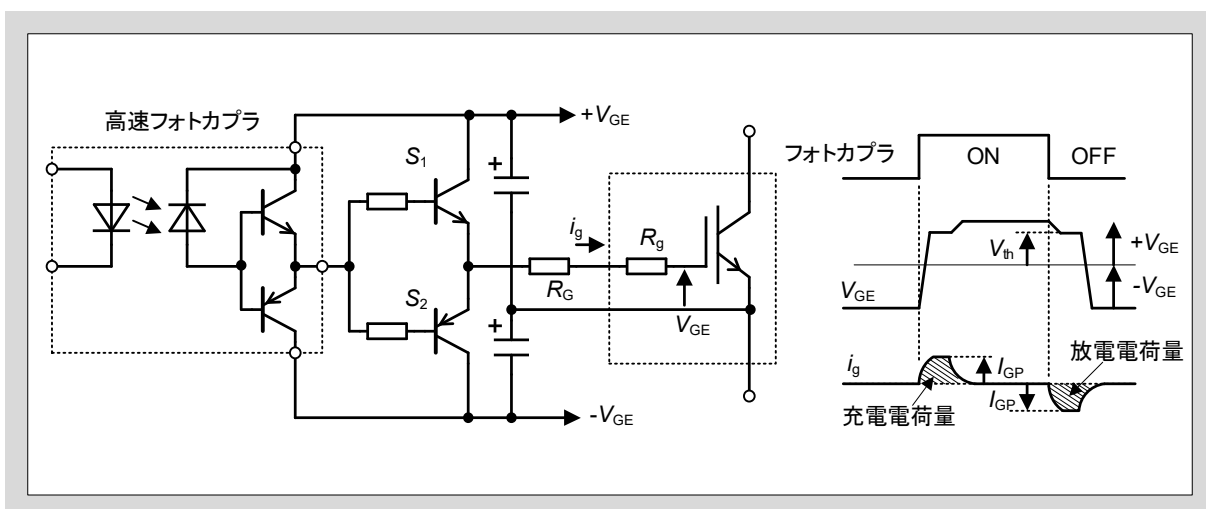 高速フォトカプラ
+VGE
S1
+
ig
Rg
RG
S2
VGE
+
-VGE
フォトカプラ
ON
OFF
Vth
+VGE
-VGE
VGE
ig
IGP
放電電荷量
IGP
充電電荷量